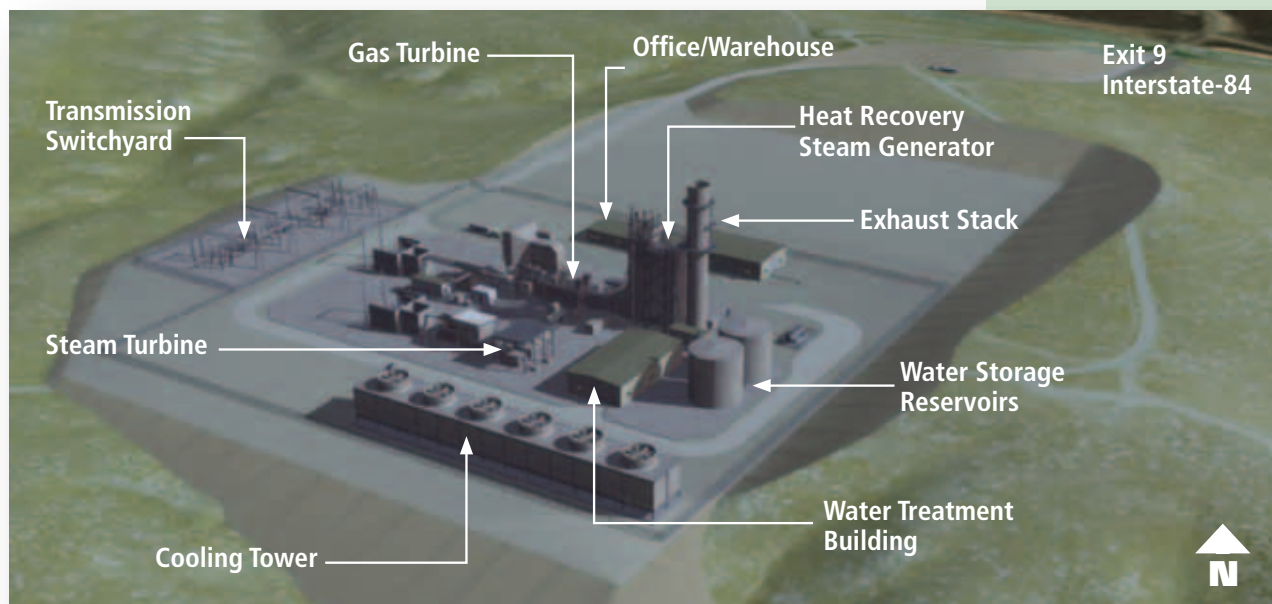 Gas Turbine
Office/Warehouse
Exit 9
Interstate-84
Transmission
Switchyard
Heat Recovery
Steam Generator
Exhaust Stack
Steam Turbine
Water Storage
Reservoirs
Water Treatment
Building
Cooling Tower
N